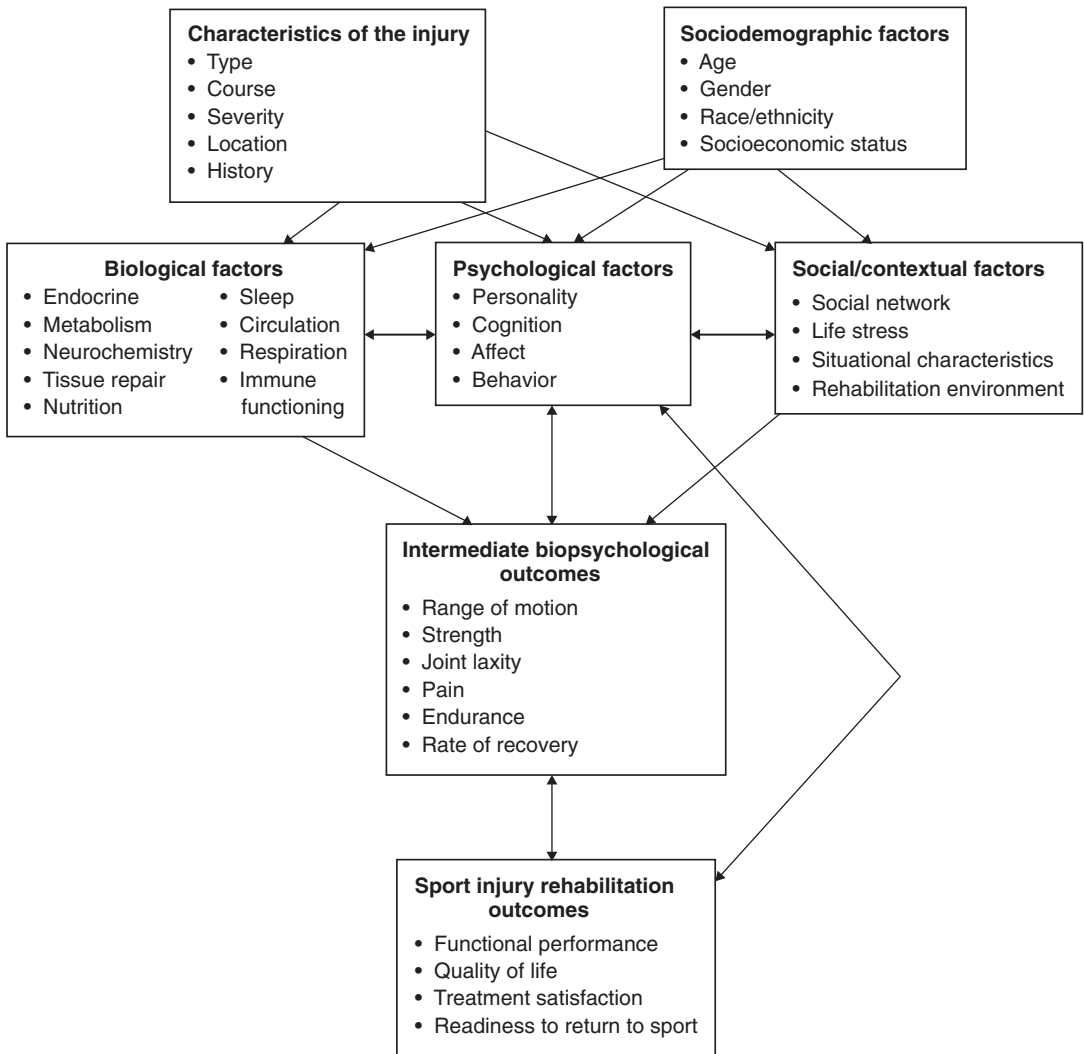 Characteristics of the injury
• Type
• Course
• Severity
• Location
• History
Sociodemographic factors
• Age
• Gender
• Race/ethnicity
• Socioeconomic status
Biological factors
• Endocrine
• Metabolism
• Neurochemistry
• Tissue repair
• Nutrition
• Sleep
• Circulation
• Respiration
• Immune
functioning
Psychological factors
• Personality
• Cognition
• Affect
• Behavior
Social/contextual factors
• Social network
• Life stress
• Situational characteristics
• Rehabilitation environment
Intermediate biopsychological
outcomes
• Range of motion
• Strength
• Joint laxity
• Pain
• Endurance
• Rate of recovery
Sport injury rehabilitation
outcomes
• Functional performance
• Quality of life
• Treatment satisfaction
• Readiness to return to sport